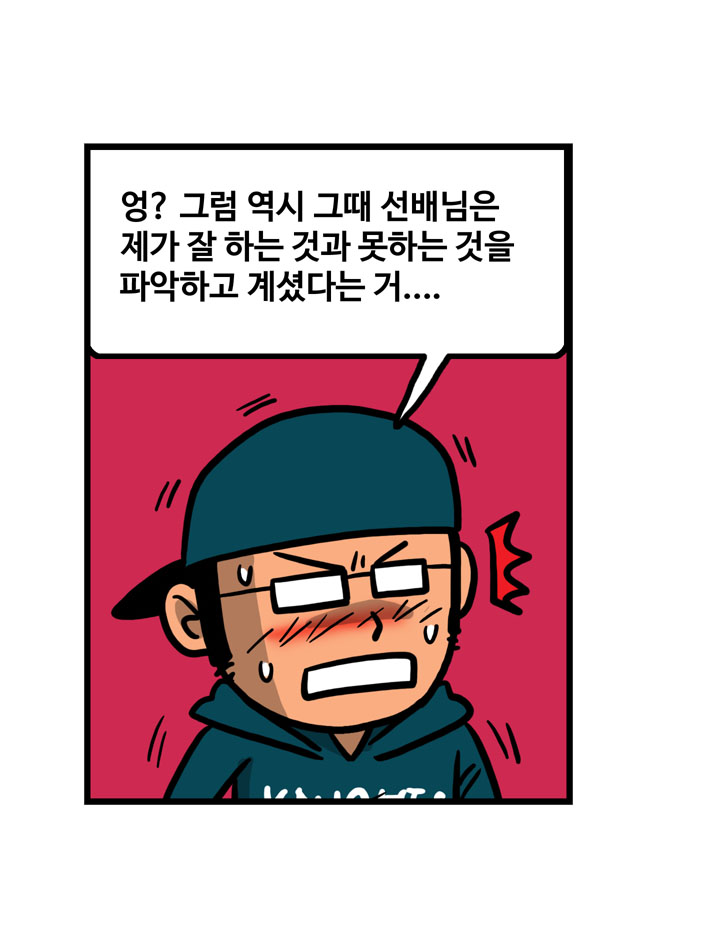 엉? 그럼 역시 그때 선배님은
제가 잘 하는 것과 못하는 것을
파악하고 계셨다는 거....